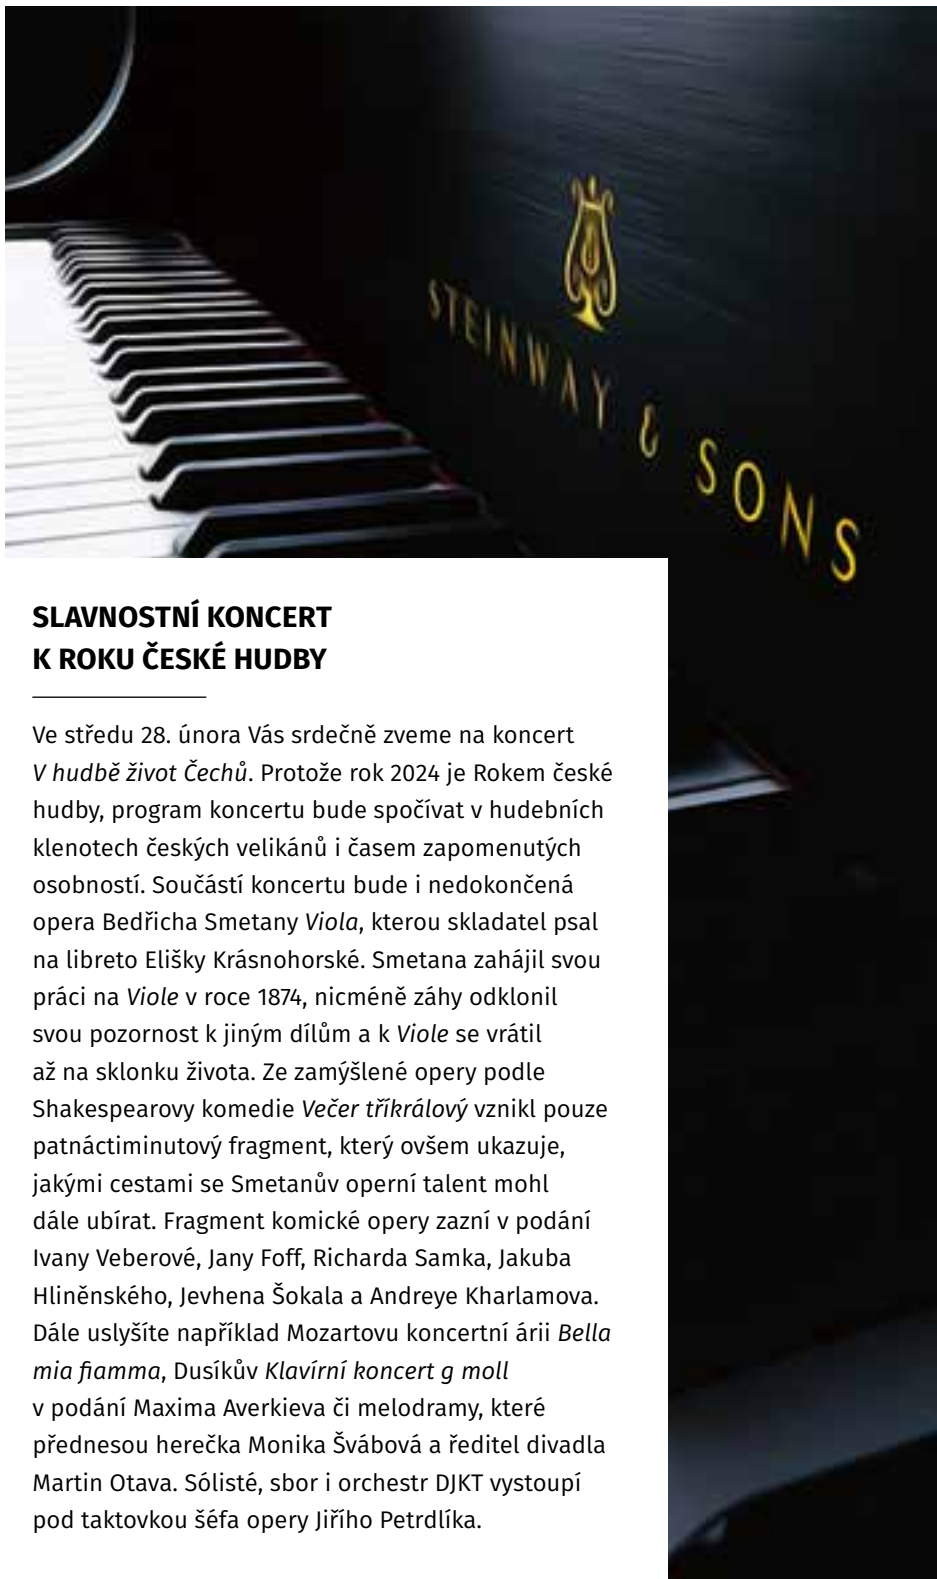 STEINWAY & SONS
SLAVNOSTNÍ KONCERT
K ROKU ČESKÉ HUDBY
Ve středu 28. února Vás srdečně zveme na koncert
V hudbě život Čechů. Protože rok 2024 je Rokem české
hudby, program koncertu bude spočívat v hudebních
klenotech českých velikánů i časem zapomenutých
osobností. Součástí koncertu bude i nedokončená
opera Bedřicha Smetany Viola, kterou skladatel psal
na libreto Elišky Krásnohorské. Smetana zahájil svou
práci na Viole v roce 1874, nicméně záhy odklonil
svou pozornost k jiným dílům a k Viole se vrátil
až na sklonku života. Ze zamýšlené opery podle
Shakespearovy komedie Večer tříkrálový vznikl pouze
patnáctiminutový fragment, který ovšem ukazuje,
jakými cestami se Smetanův operní talent mohl
dále ubírat. Fragment komické opery zazní v podání
Ivany Veberové, Jany Foff, Richarda Samka, Jakuba
Hliněnského, Jevhena Šokala a Andreye Kharlamova.
Dále uslyšíte například Mozartovu koncertní árii Bella
mia fiamma, Dusíkův Klavírní koncert g moll
v podání Maxima Averkieva či melodramy, které
přednesou herečka Monika Švábová a ředitel divadla
Martin Otava. Sólisté, sbor i orchestr DJKT vystoupí
pod taktovkou šéfa opery Jiřího Petrdlíka.